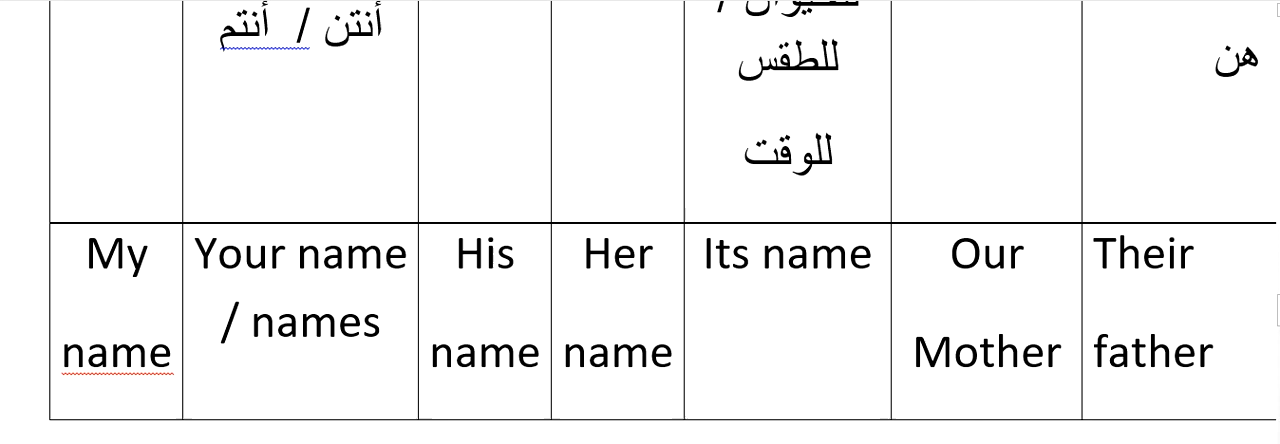 أنتن / أنتم
للطقس
للوقت
هن
My
name
Your name
/ names
His
name
Her
name
Its name
Our
Mother
Their
father